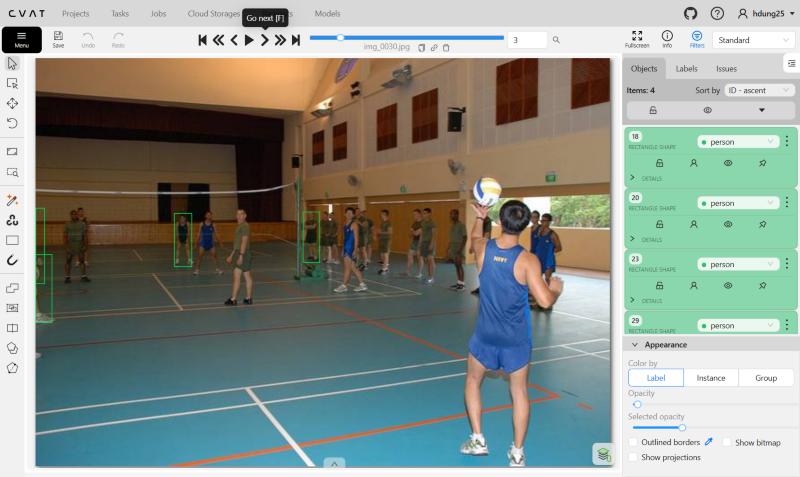 CVAT
Projects
Tasks
Jobs
Cloud Storages
Models
hdung25
Go next [F]
Menu
Save
Undo
Redo
img_0030.jpg
3
Fullscreen
Info
Filters
Standard
Objects
Labels
Issues
Items: 4
Sort by
ID - ascent
18
RECTANGLE SHAPE
person
DETAILS
20
RECTANGLE SHAPE
person
DETAILS
23
RECTANGLE SHAPE
person
DETAILS
29
RECTANGLE SHAPE
person
Appearance
Color by
Label
Instance
Group
Opacity
Selected opacity
Outlined borders
Show bitmap
Show projections
NAVY